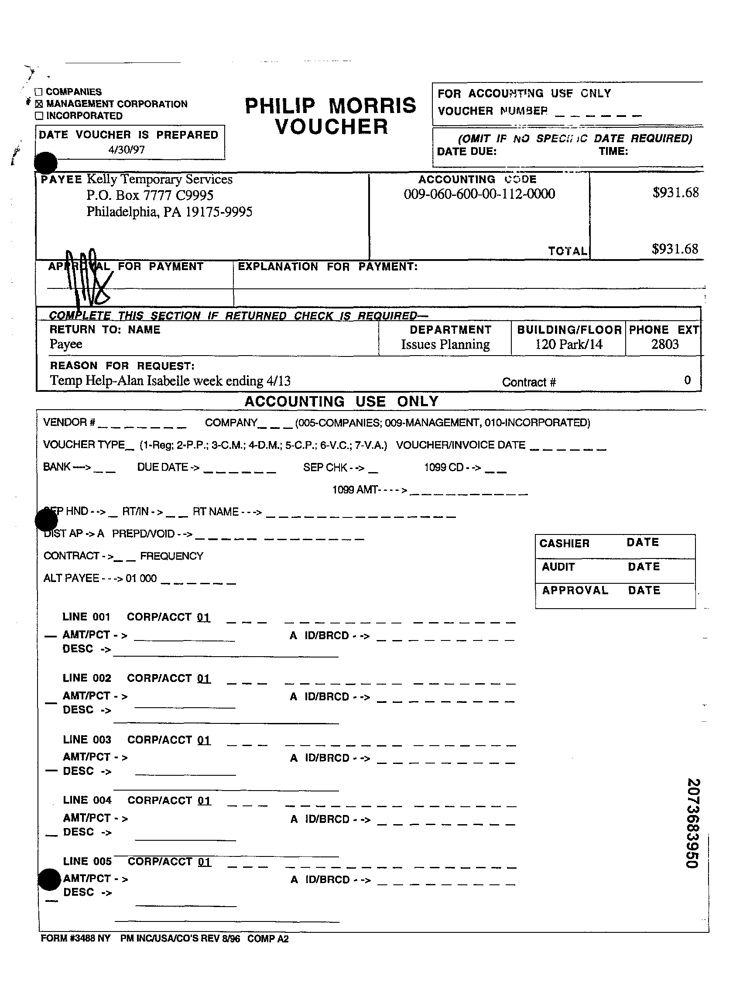 ☐ COMPANIES
☒ MANAGEMENT CORPORATION
☐ INCORPORATED
PHILIP MORRIS
VOUCHER
FOR ACCOUNTING USE ONLY
VOUCHER NUMBER _ _ _ _ _ _
DATE VOUCHER IS PREPARED
4/30/97
(OMIT IF NO SPECIFIC DATE REQUIRED)
DATE DUE: TIME:
PAYEE Kelly Temporary Services
P.O. Box 7777 C9995
Philadelphia, PA 19175-9995
ACCOUNTING CODE
009-060-600-00-112-0000 $931.68
TOTAL $931.68
APPROVAL FOR PAYMENT EXPLANATION FOR PAYMENT:
COMPLETE THIS SECTION IF RETURNED CHECK IS REQUIRED—
RETURN TO: NAME DEPARTMENT BUILDING/FLOOR PHONE EXT
Payee Issues Planning 120 Park/14 2803
REASON FOR REQUEST:
Temp Help-Alan Isabelle week ending 4/13 Contract # 0
ACCOUNTING USE ONLY
VENDOR # _ _ _ _ _ _ _ COMPANY _ _ _ (005-COMPANIES; 009-MANAGEMENT, 010-INCORPORATED)
VOUCHER TYPE _ (1-Reg; 2-P.P.; 3-C.M.; 4-D.M.; 5-C.P.; 6-V.C.; 7-V.A.) VOUCHER/INVOICE DATE _ _ _ _ _ _
BANK —> _ _ DUE DATE -> _ _ _ _ _ _ SEP CHK - -> _ 1099 CD - -> _ _
1099 AMT- - - - > _ _ _ _ _ _ _ _ _ _
SEP HND - -> _ RT/IN - > _ _ RT NAME - - -> _ _ _ _ _ _ _ _ _ _ _ _ _ _ _ _
DIST AP -> A PREPD/VOID - -> _ _ _ _ _ _ _ _ _ _ _ _ _
CONTRACT - > _ _ FREQUENCY
ALT PAYEE - - -> 01 000 _ _ _ _ _ _
CASHIER DATE
AUDIT DATE
APPROVAL DATE
LINE 001 CORP/ACCT 01 _ _ _ _ _ _ _ _ _ _ _ _ _ _ _ _
AMT/PCT - > A ID/BRCD - -> _ _ _ _ _ _ _ _ _ _
DESC ->
LINE 002 CORP/ACCT 01 _ _ _ _ _ _ _ _ _ _ _ _ _ _ _ _
AMT/PCT - > A ID/BRCD - -> _ _ _ _ _ _ _ _ _ _
DESC ->
LINE 003 CORP/ACCT 01 _ _ _ _ _ _ _ _ _ _ _ _ _ _ _ _
AMT/PCT - > A ID/BRCD - -> _ _ _ _ _ _ _ _ _ _
DESC ->
LINE 004 CORP/ACCT 01 _ _ _ _ _ _ _ _ _ _ _ _ _ _ _ _
AMT/PCT - > A ID/BRCD - -> _ _ _ _ _ _ _ _ _ _
DESC ->
LINE 005 CORP/ACCT 01 _ _ _ _ _ _ _ _ _ _ _ _ _ _ _ _
AMT/PCT - > A ID/BRCD - -> _ _ _ _ _ _ _ _ _ _
DESC ->
2073683950
FORM #3488 NY PM INC/USA/CO'S REV 8/96 COMP A2